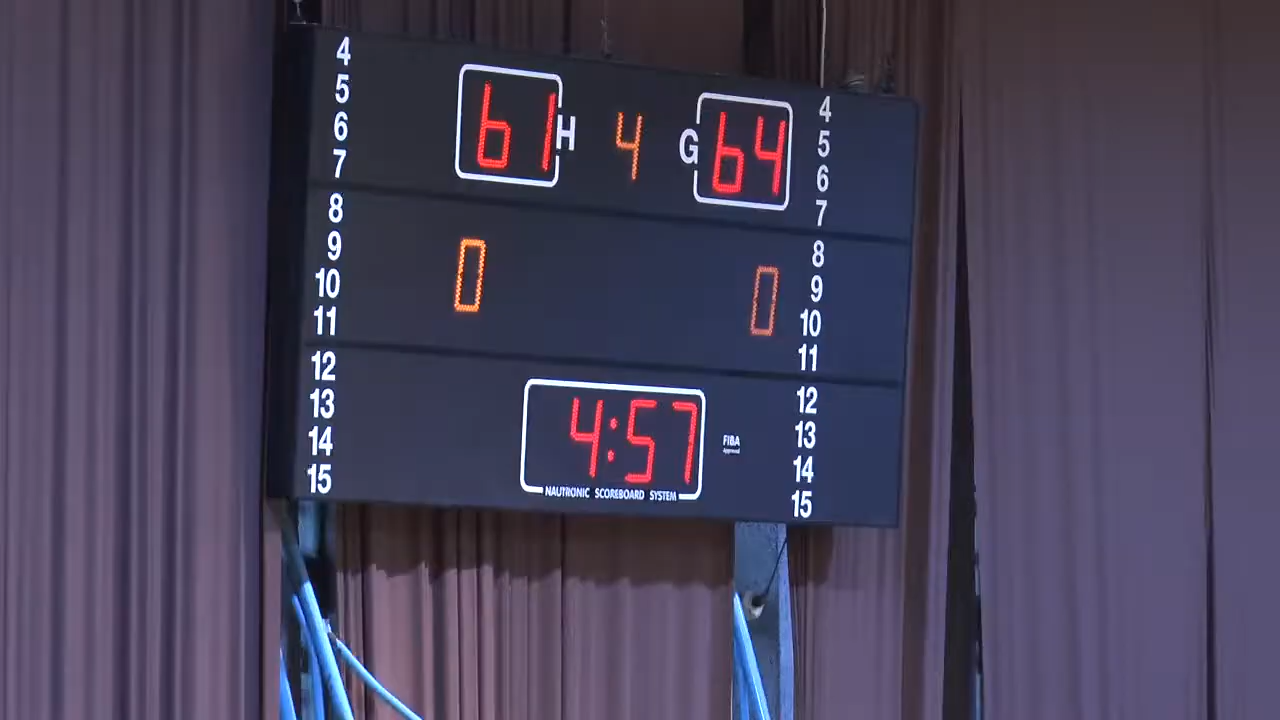 4 4
5 61 H 4 G 64 5
6 6
7 7
8 8
9 0 0 9
10 10
11 11
12 12
13 4:57 FIBA 13
Approved
14 14
15 NAUTRONIC SCOREBOARD SYSTEM 15